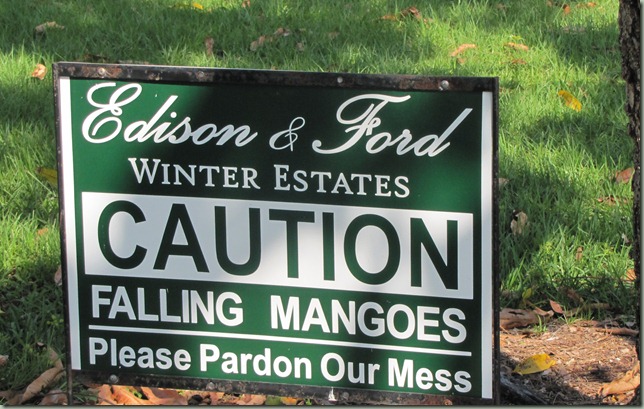 Edison & Ford
WINTER ESTATES
CAUTION
FALLING MANGOES
Please Pardon Our Mess